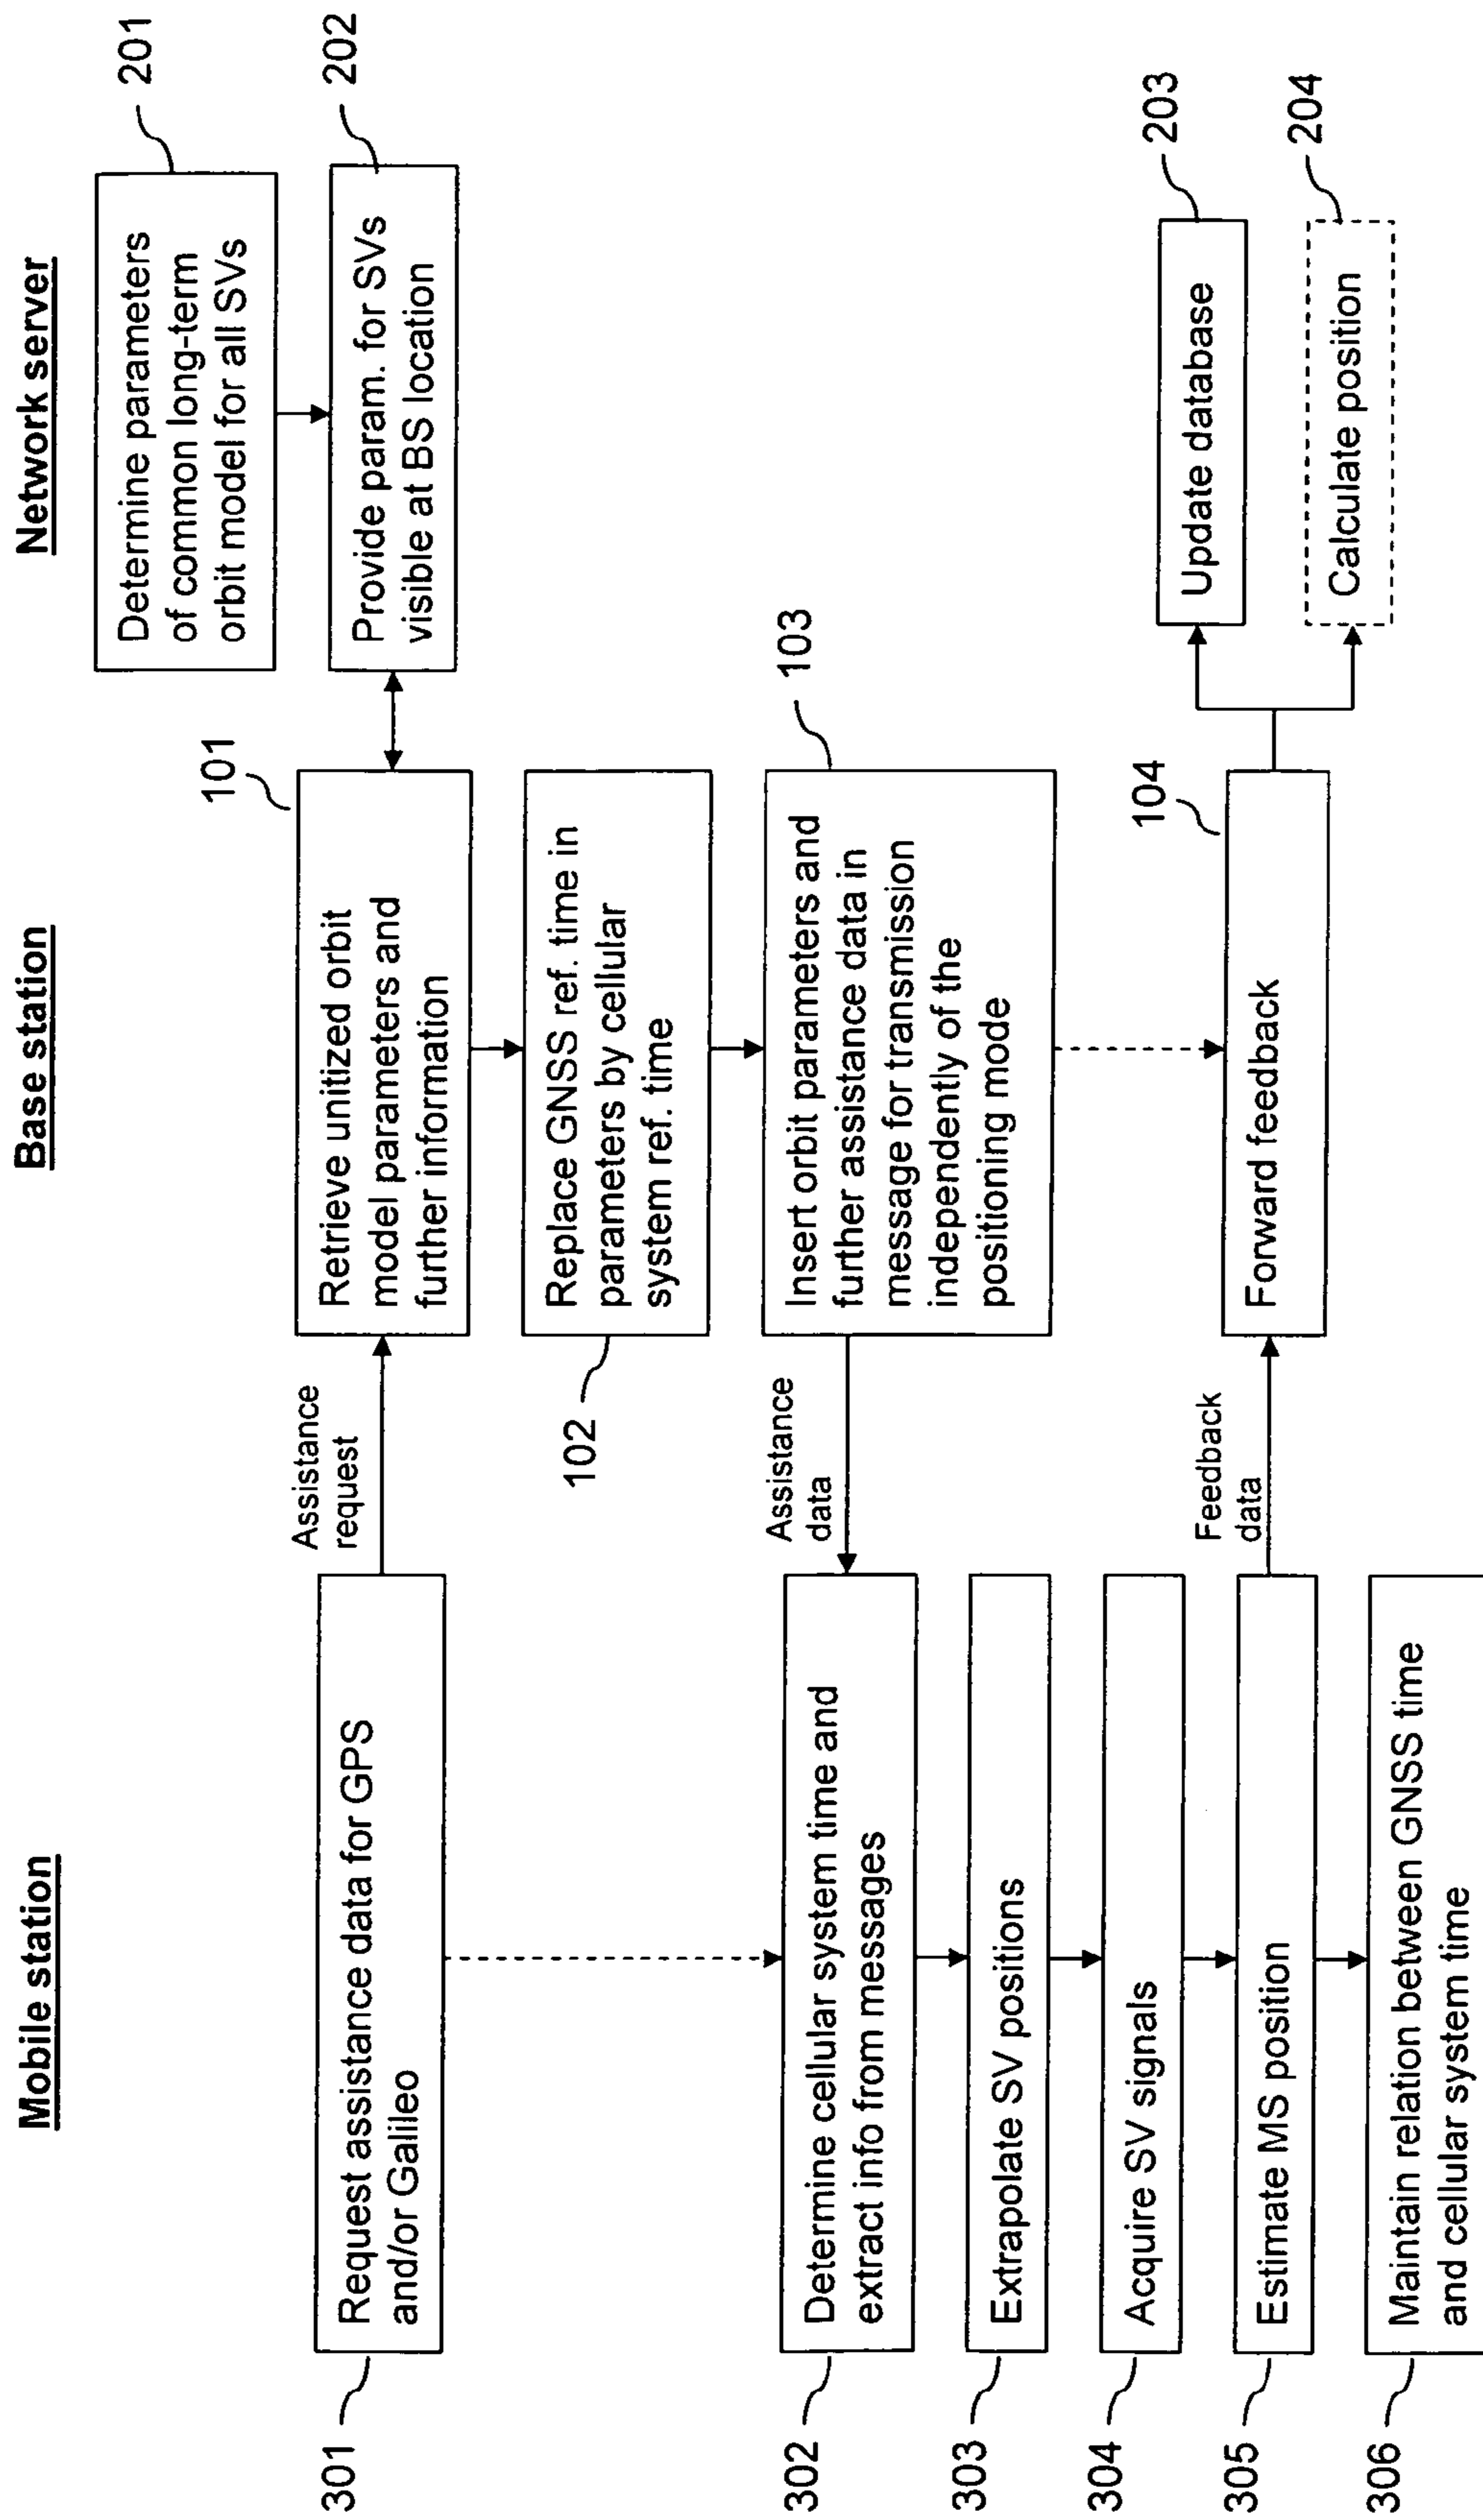 Mobile station
Base station
Network server
301
Request assistance data for GPS
and/or Galileo
Assistance
request
101
Retrieve unitized orbit
model parameters and
further information
Determine parameters
of common long-term
orbit model for all SVs
201
Provide param. for SVs
visible at BS location
202
102
Replace GNSS ref. time in
parameters by cellular
system ref. time
103
Insert orbit parameters and
further assistance data in
message for transmission
independently of the
positioning mode
Assistance
data
302
Determine cellular system time and
extract info from messages
303
Extrapolate SV positions
304
Acquire SV signals
305
Estimate MS position
Feedback
data
104
Forward feedback
Update database
203
Calculate position
204
306
Maintain relation between GNSS time
and cellular system time